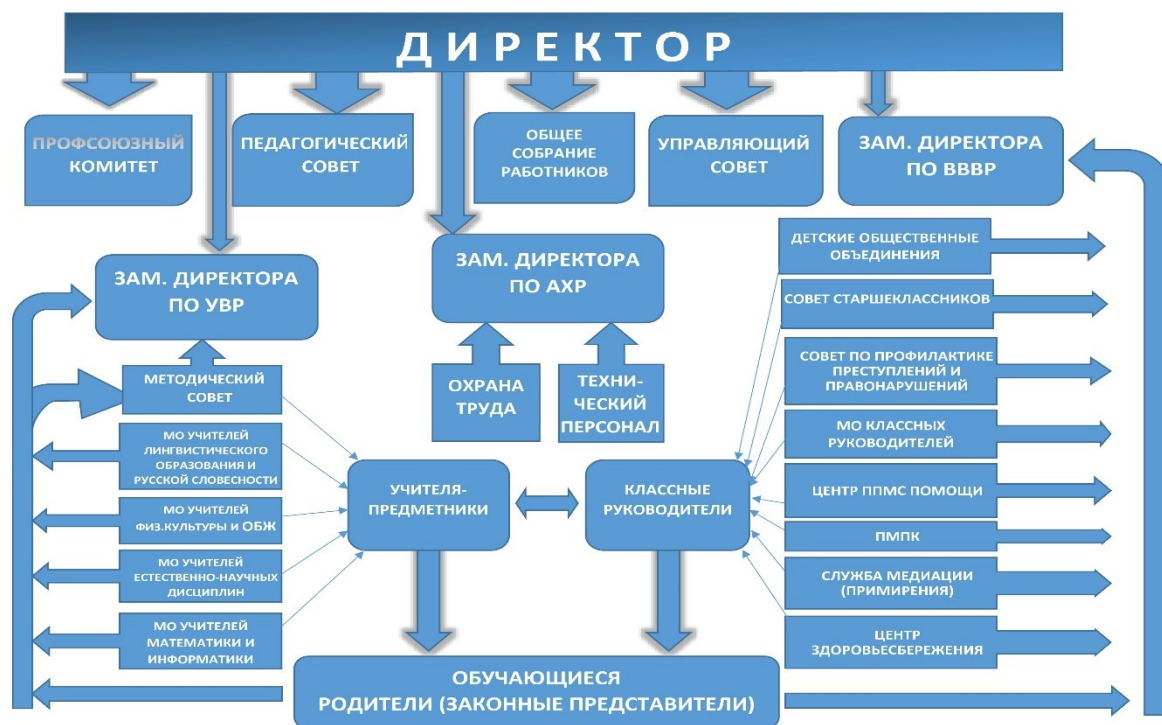 ДИРЕКТОР
ПРОФСОЮЗНЫЙ
КОМИТЕТ
ПЕДАГОГИЧЕСКИЙ
СОВЕТ
ОБЩЕЕ
СОБРАНИЕ
РАБОТНИКОВ
УПРАВЛЯЮЩИЙ
СОВЕТ
ЗАМ. ДИРЕКТОРА
ПО ВВВР
ЗАМ. ДИРЕКТОРА
ПО УВР
ЗАМ. ДИРЕКТОРА
ПО АХР
ОХРАНА
ТРУДА
ТЕХНИ-
ЧЕСКИЙ
ПЕРСОНАЛ
МЕТОДИЧЕСКИЙ
СОВЕТ
МО УЧИТЕЛЕЙ
ЛИНГВИСТИЧЕСКОГО
ОБРАЗОВАНИЯ И
РУССКОЙ СЛОВЕСНОСТИ
МО УЧИТЕЛЕЙ
ФИЗ.КУЛЬТУРЫ и ОБЖ
МО УЧИТЕЛЕЙ
ЕСТЕСТВЕННО-НАУЧНЫХ
ДИСЦИПЛИН
МО УЧИТЕЛЕЙ
МАТЕМАТИКИ И
ИНФОРМАТИКИ
УЧИТЕЛЯ-
ПРЕДМЕТНИКИ
КЛАССНЫЕ
РУКОВОДИТЕЛИ
ДЕТСКИЕ ОБЩЕСТВЕННЫЕ
ОБЪЕДИНЕНИЯ
СОВЕТ СТАРШЕКЛАССНИКОВ
СОВЕТ ПО ПРОФИЛАКТИКЕ
ПРЕСТУПЛЕНИЙ И
ПРАВОНАРУШЕНИЙ
МО КЛАССНЫХ
РУКОВОДИТЕЛЕЙ
ЦЕНТР ППМС ПОМОЩИ
ПМПК
СЛУЖБА МЕДИАЦИИ
(ПРИМИРЕНИЯ)
ЦЕНТР
ЗДОРОВЬЕСБЕРЕЖЕНИЯ
ОБУЧАЮЩИЕСЯ
РОДИТЕЛИ (ЗАКОННЫЕ ПРЕДСТАВИТЕЛИ)